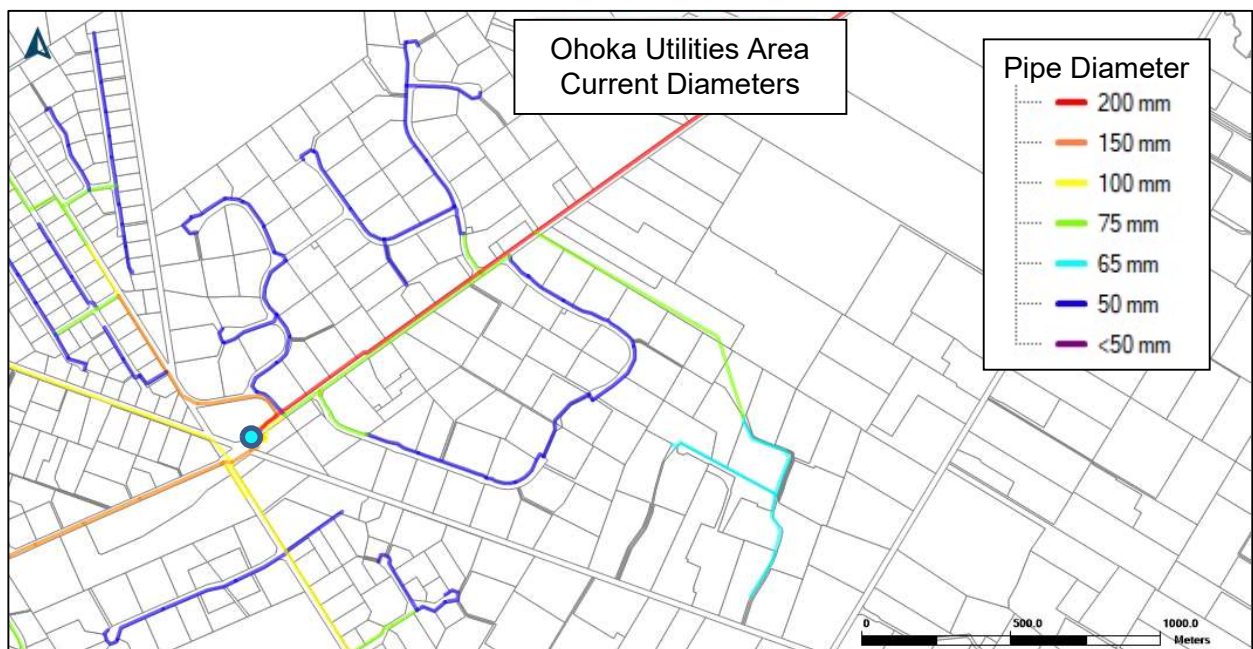 Ohoka Utilities Area
Current Diameters
Pipe Diameter
200 mm
150 mm
100 mm
75 mm
65 mm
50 mm
<50 mm
0 500.0 1000.0
Meters